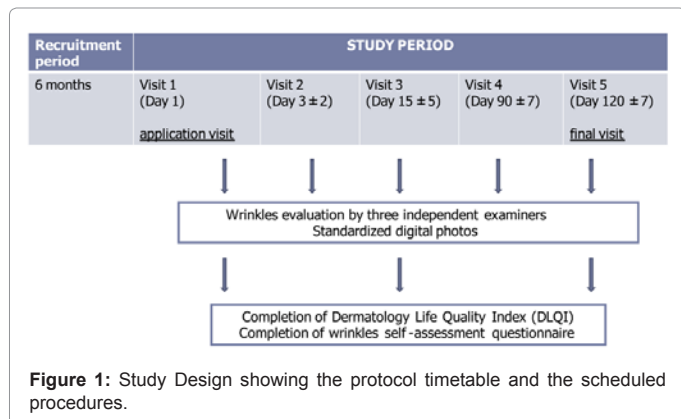 Recruitment period
STUDY PERIOD
6 months
Visit 1
(Day 1)
application visit
Visit 2
(Day 3 ± 2)
Visit 3
(Day 15 ± 5)
Visit 4
(Day 90 ± 7)
Visit 5
(Day 120 ± 7)
final visit
Wrinkles evaluation by three independent examiners
Standardized digital photos
Completion of Dermatology Life Quality Index (DLQI)
Completion of wrinkles self-assessment questionnaire
Figure 1: Study Design showing the protocol timetable and the scheduled
procedures.